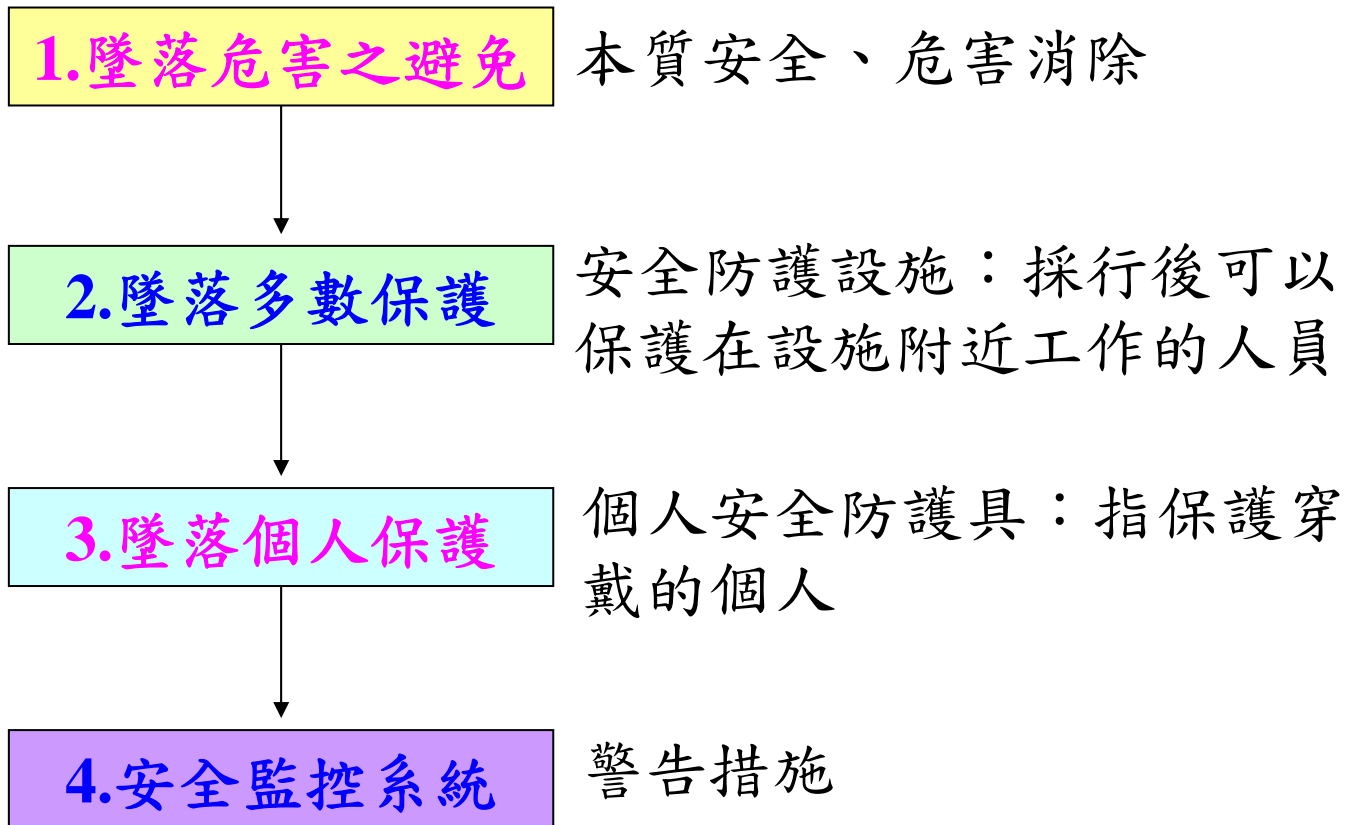 1.墜落危害之避免
本質安全、危害消除
2.墜落多數保護
安全防護設施：採行後可以
保護在設施附近工作的人員
3.墜落個人保護
個人安全防護具：指保護穿
戴的個人
4.安全監控系統
警告措施